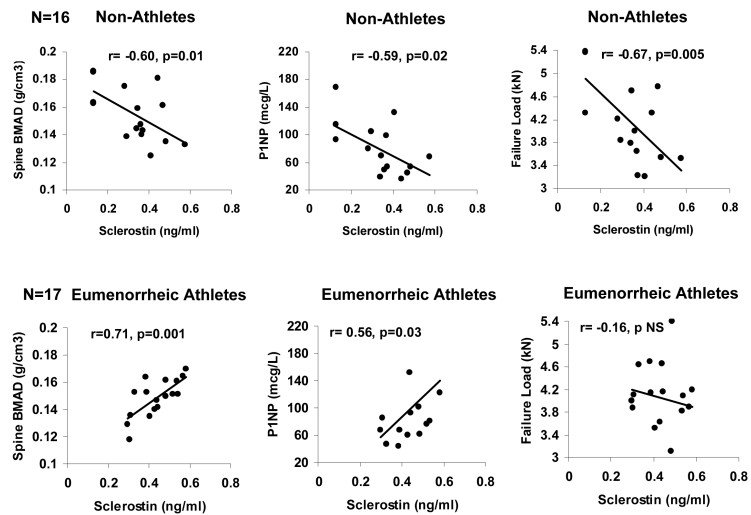 N=16 Non-Athletes
Non-Athletes
Non-Athletes
Spine BMAD (g/cm3)
0.2
0.18
0.16
0.14
0.12
0.1
r= -0.60, p=0.01
0 0.2 0.4 0.6 0.8
Sclerostin (ng/ml)
P1NP (mcg/L)
220
180
140
100
60
20
r= -0.59, p=0.02
0 0.2 0.4 0.6 0.8
Sclerostin (ng/ml)
Failure Load (kN)
5.4
5
4.6
4.2
3.8
3.4
3
r= -0.67, p=0.005
0 0.2 0.4 0.6 0.8
Sclerostin (ng/ml)
N=17 Eumenorrheic Athletes
Eumenorrheic Athletes
Eumenorrheic Athletes
Spine BMAD (g/cm3)
0.2
0.18
0.16
0.14
0.12
0.1
r=0.71, p=0.001
0 0.2 0.4 0.6 0.8
Sclerostin (ng/ml)
P1NP (mcg/L)
220
180
140
100
60
20
r= 0.56, p=0.03
0 0.2 0.4 0.6 0.8
Sclerostin (ng/ml)
Failure Load (kN)
5.4
5
4.6
4.2
3.8
3.4
3
r= -0.16, p NS
0 0.2 0.4 0.6 0.8
Sclerostin (ng/ml)